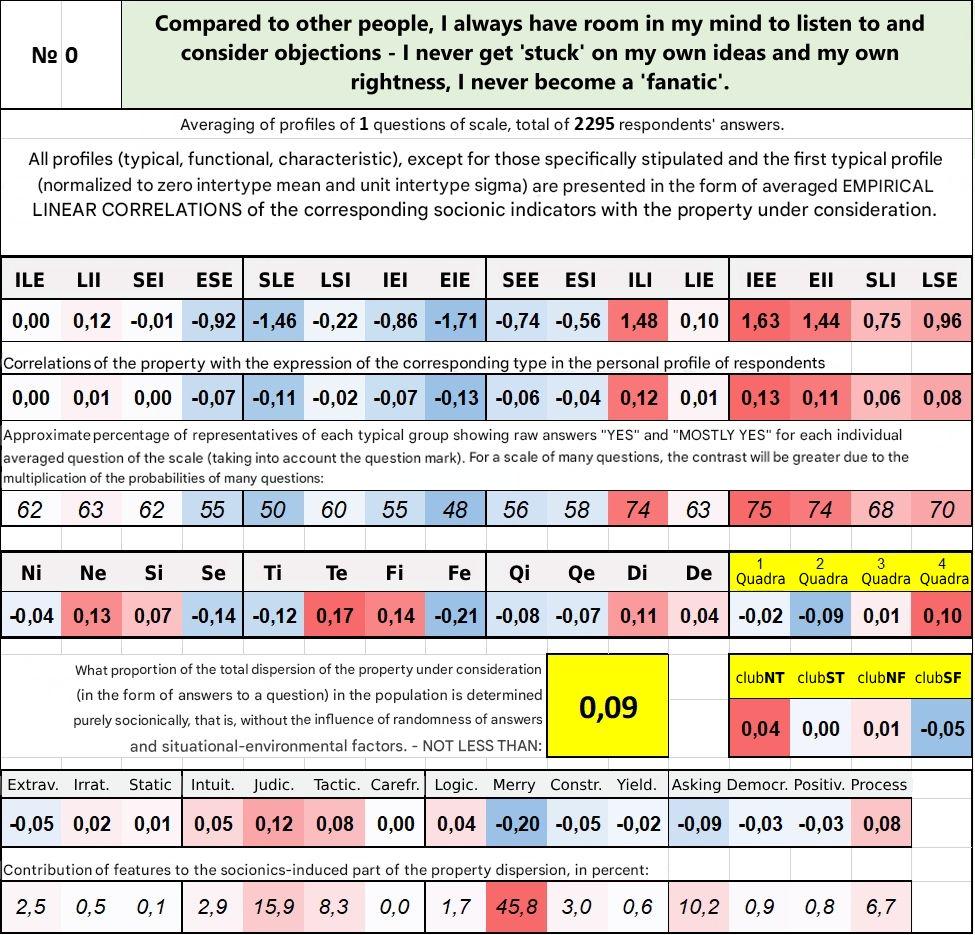 № 0
Compared to other people, I always have room in my mind to listen to and
consider objections - I never get 'stuck' on my own ideas and my own
rightness, I never become a 'fanatic'.
Averaging of profiles of 1 questions of scale, total of 2295 respondents' answers.
All profiles (typical, functional, characteristic), except for those specifically stipulated and the first typical profile
(normalized to zero intertype mean and unit intertype sigma) are presented in the form of averaged EMPIRICAL
LINEAR CORRELATIONS of the corresponding socionic indicators with the property under consideration.
ILE LII SEI ESE SLE LSI IEI EIE SEE ESI ILI LIE IEE EII SLI LSE
0,00 0,12 -0,01 -0,92 -1,46 -0,22 -0,86 -1,71 -0,74 -0,56 1,48 0,10 1,63 1,44 0,75 0,96
Correlations of the property with the expression of the corresponding type in the personal profile of respondents
0,00 0,01 0,00 -0,07 -0,11 -0,02 -0,07 -0,13 -0,06 -0,04 0,12 0,01 0,13 0,11 0,06 0,08
Approximate percentage of representatives of each typical group showing raw answers "YES" and "MOSTLY YES" for each individual
averaged question of the scale (taking into account the question mark). For a scale of many questions, the contrast will be greater due to the
multiplication of the probabilities of many questions:
62 63 62 55 50 60 55 48 56 58 74 63 75 74 68 70
Ni Ne Si Se Ti Te Fi Fe Qi Qe Di De 1 Quadra 2 Quadra 3 Quadra 4 Quadra
-0,04 0,13 0,07 -0,14 -0,12 0,17 0,14 -0,21 -0,08 -0,07 0,11 0,04 -0,02 -0,09 0,01 0,10
What proportion of the total dispersion of the property under consideration
(in the form of answers to a question) in the population is determined
purely socionically, that is, without the influence of randomness of answers
and situational-environmental factors. - NOT LESS THAN:
0,09
clubNT clubST clubNF clubSF
0,04 0,00 0,01 -0,05
Extrav. Irrat. Static Intuit. Judic. Tactic. Carefr. Logic. Merry Constr. Yield. Asking Democr. Positiv. Process
-0,05 0,02 0,01 0,05 0,12 0,08 0,00 0,04 -0,20 -0,05 -0,02 -0,09 -0,03 -0,03 0,08
Contribution of features to the socionics-induced part of the property dispersion, in percent:
2,5 0,5 0,1 2,9 15,9 8,3 0,0 1,7 45,8 3,0 0,6 10,2 0,9 0,8 6,7